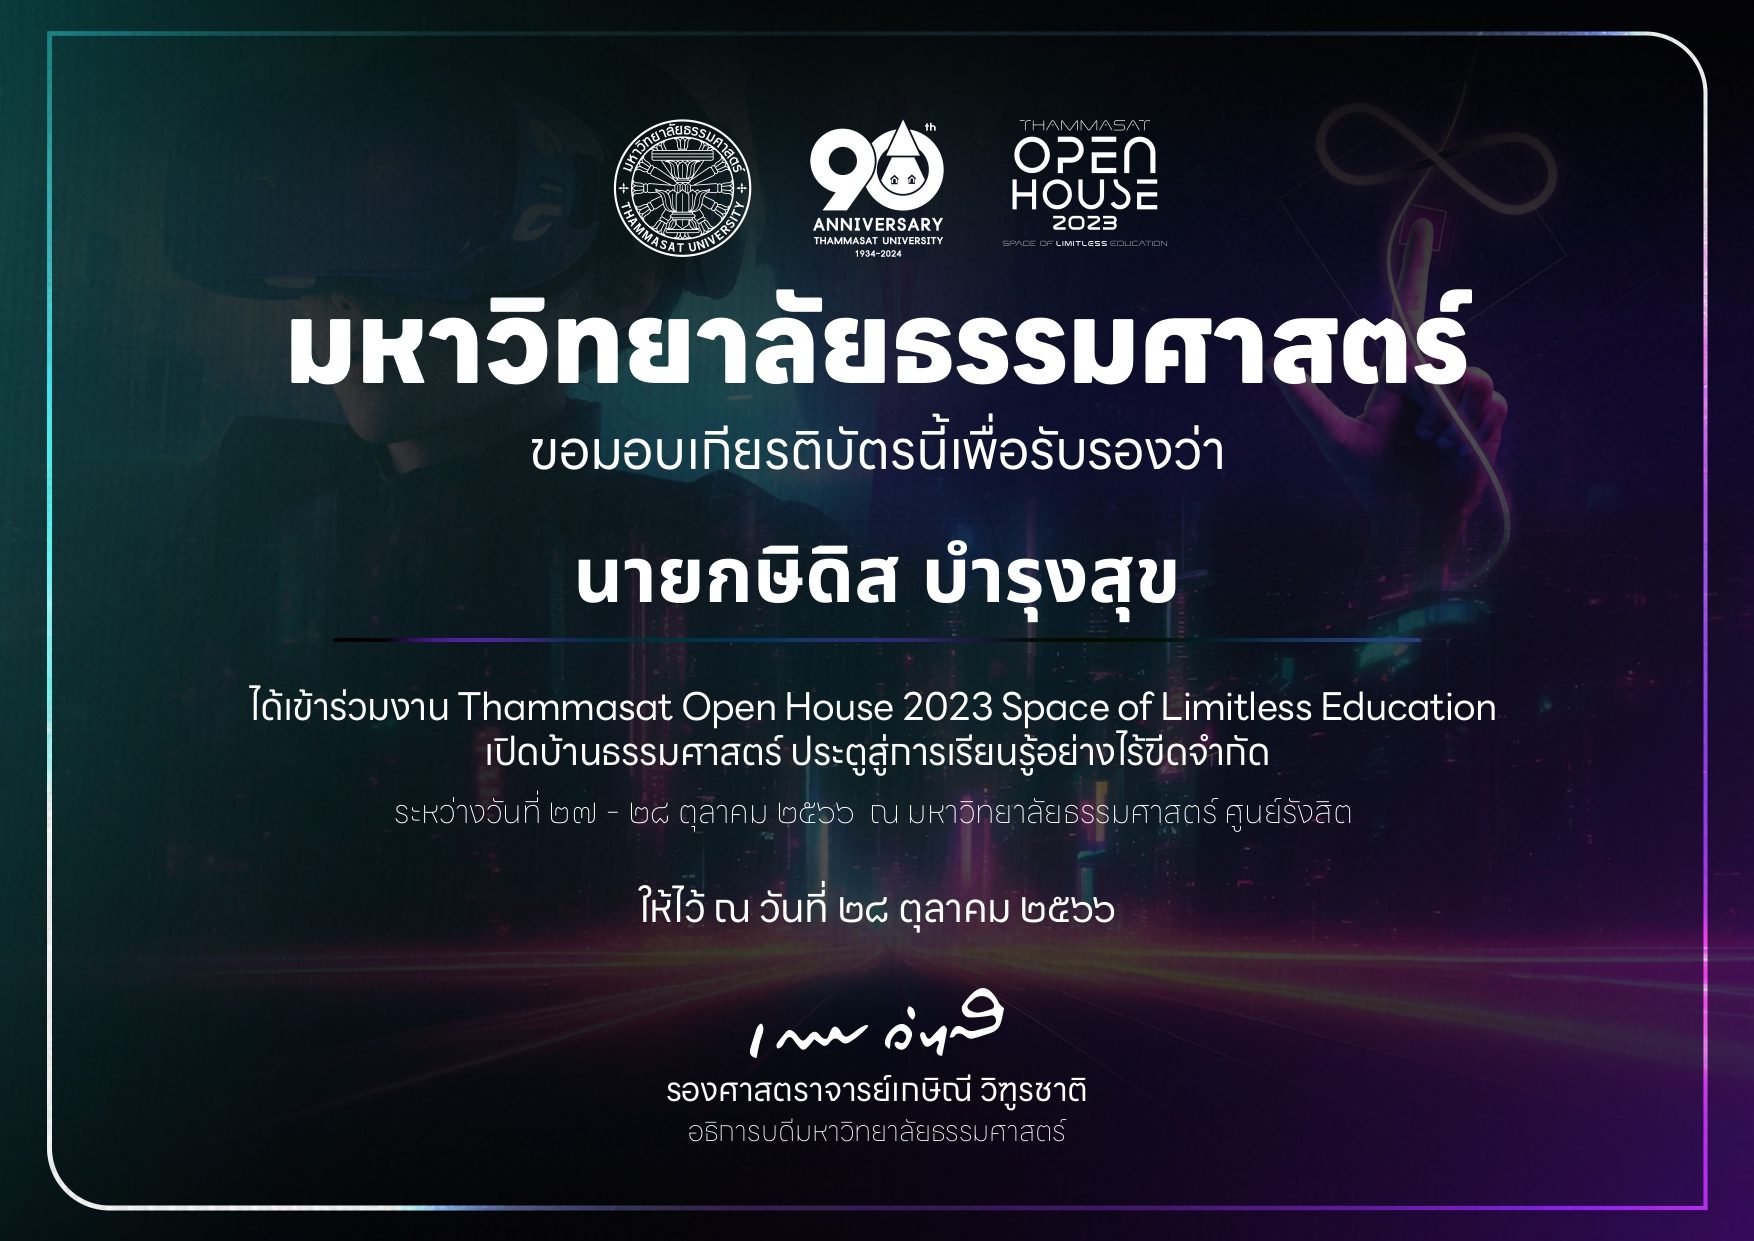 มหาวิทยาลัยธรรมศาสตร์
THAMMASAT UNIVERSITY
90th
ANNIVERSARY
THAMMASAT UNIVERSITY
1934-2024
THAMMASAT
OPEN
HOUSE
2023
SPACE OF LIMITLESS EDUCATION
มหาวิทยาลัยธรรมศาสตร์
ขอมอบเกียรติบัตรนี้เพื่อรับรองว่า
นายกษิดิส บำรุงสุข
ได้เข้าร่วมงาน Thammasat Open House 2023 Space of Limitless Education
เปิดบ้านธรรมศาสตร์ ประตูสู่การเรียนรู้อย่างไร้ขีดจำกัด
ระหว่างวันที่ ๒๗ - ๒๘ ตุลาคม ๒๕๖๖ ณ มหาวิทยาลัยธรรมศาสตร์ ศูนย์รังสิต
ให้ไว้ ณ วันที่ ๒๘ ตุลาคม ๒๕๖๖
รองศาสตราจารย์เกษิณี วิฑูรชาติ
อธิการบดีมหาวิทยาลัยธรรมศาสตร์